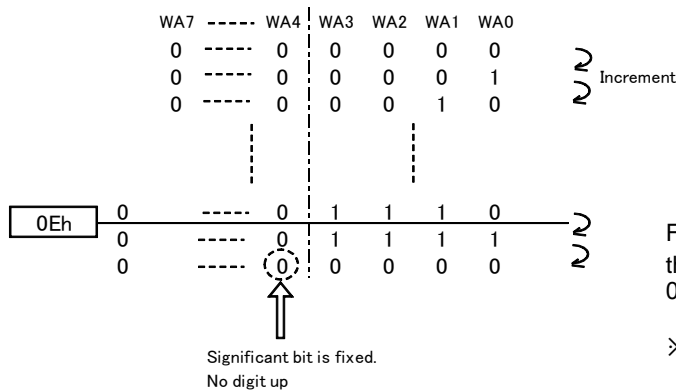 WA7 ----- WA4 WA3 WA2 WA1 WA0
0 ----- 0 0 0 0 0
0 ----- 0 0 0 0 1
Increment
0 ----- 0 0 0 1 0
0Eh
0 ----- 0 1 1 1 0
0 ----- 0 1 1 1 1
0 ----- 0 0 0 0 0
F
th
0
※
Significant bit is fixed.
No digit up